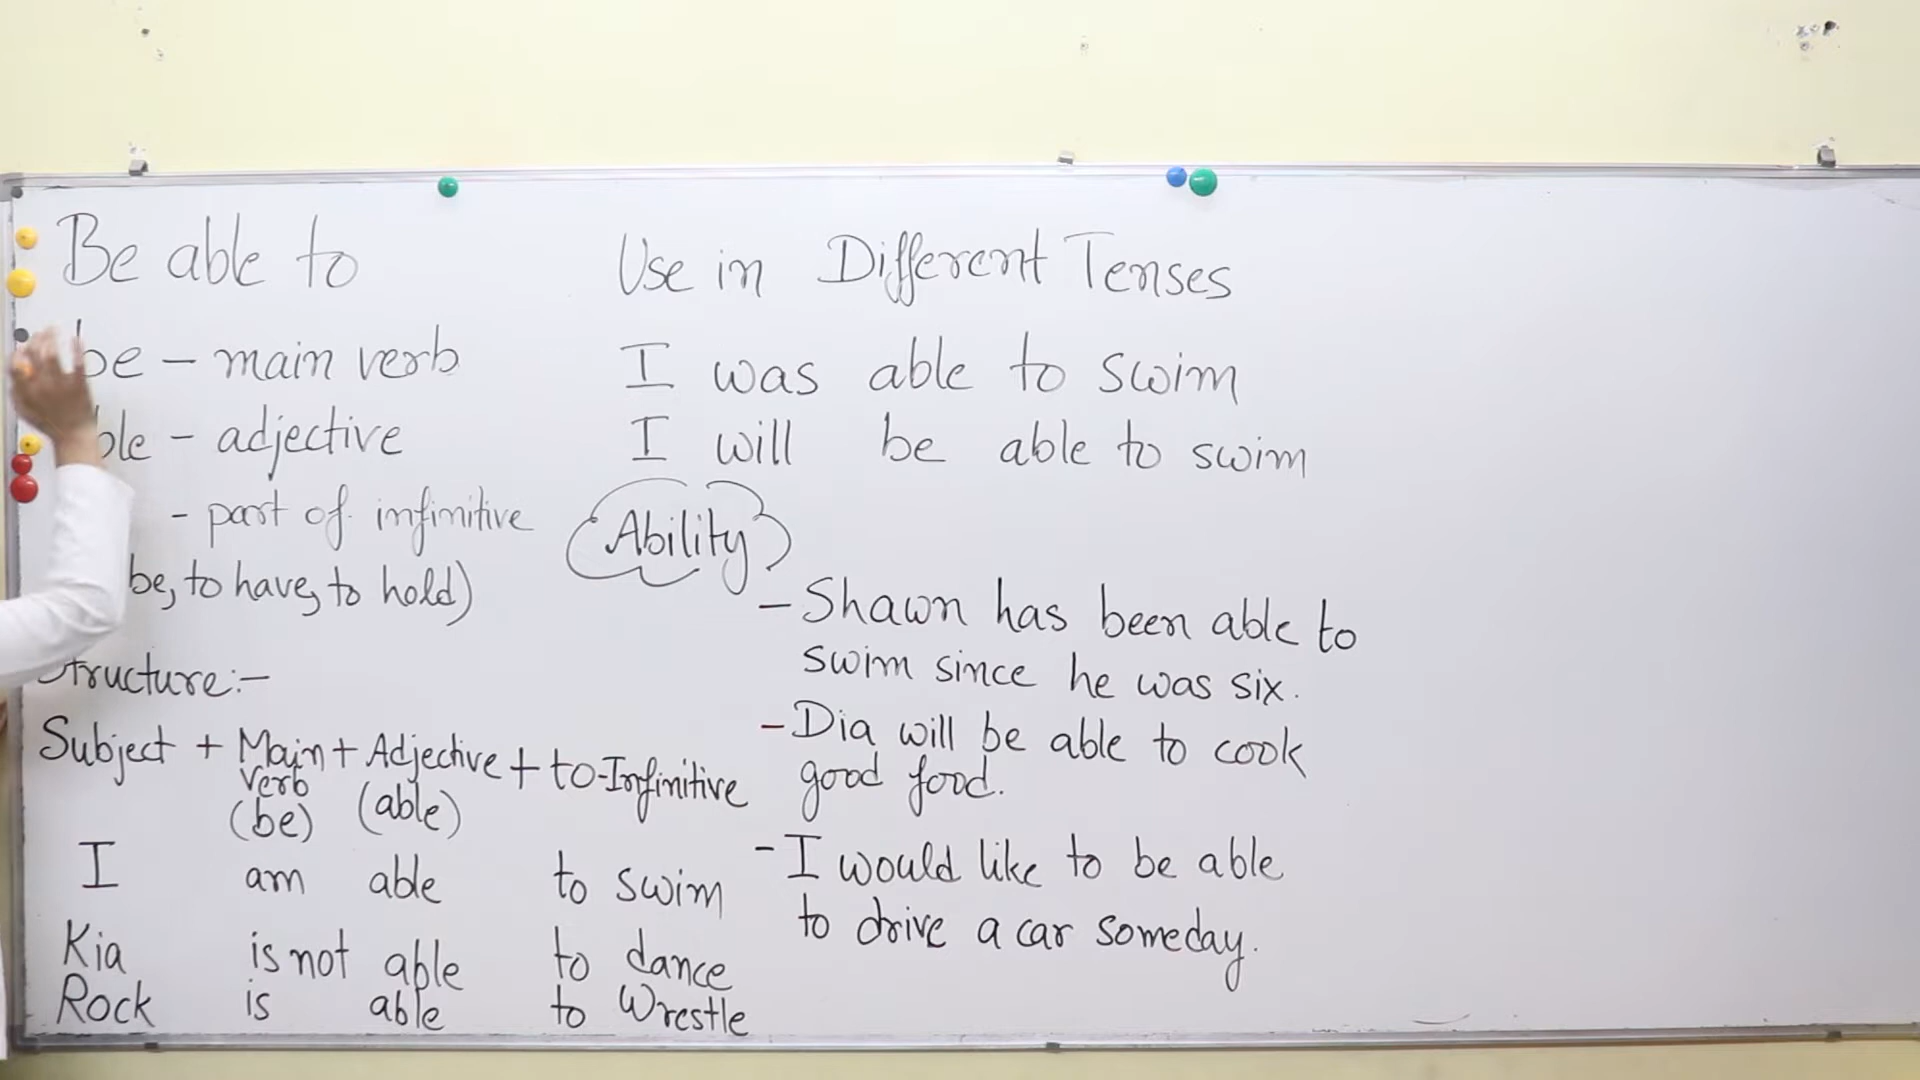 Be able to
be – main verb
ble – adjective
- part of infinitive
be, to have, to hold)
Structure:-
Subject + Main Verb (be) + Adjective (able) + to-Infinitive
I am able to swim
Kia is not able to dance
Rock is able to Wrestle
Use in Different Tenses
I was able to swim
I will be able to swim
Ability
- Shawn has been able to
swim since he was six.
- Dia will be able to cook
good food.
- I would like to be able
to drive a car someday.